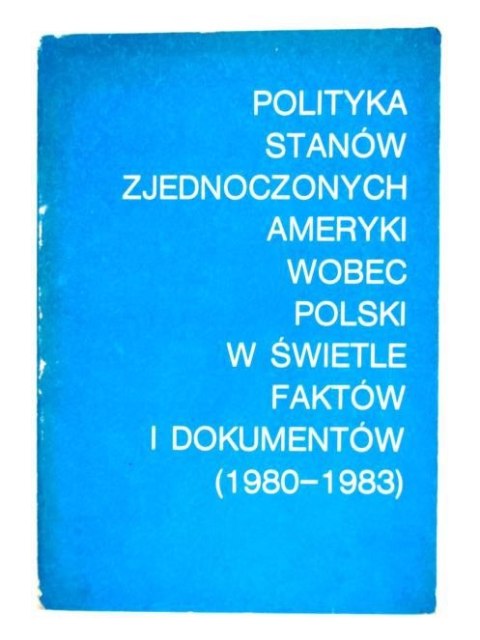 POLITYKA
STANÓW
ZJEDNOCZONYCH
AMERYKI
WOBEC
POLSKI
W ŚWIETLE
FAKTÓW
I DOKUMENTÓW
(1980–1983)